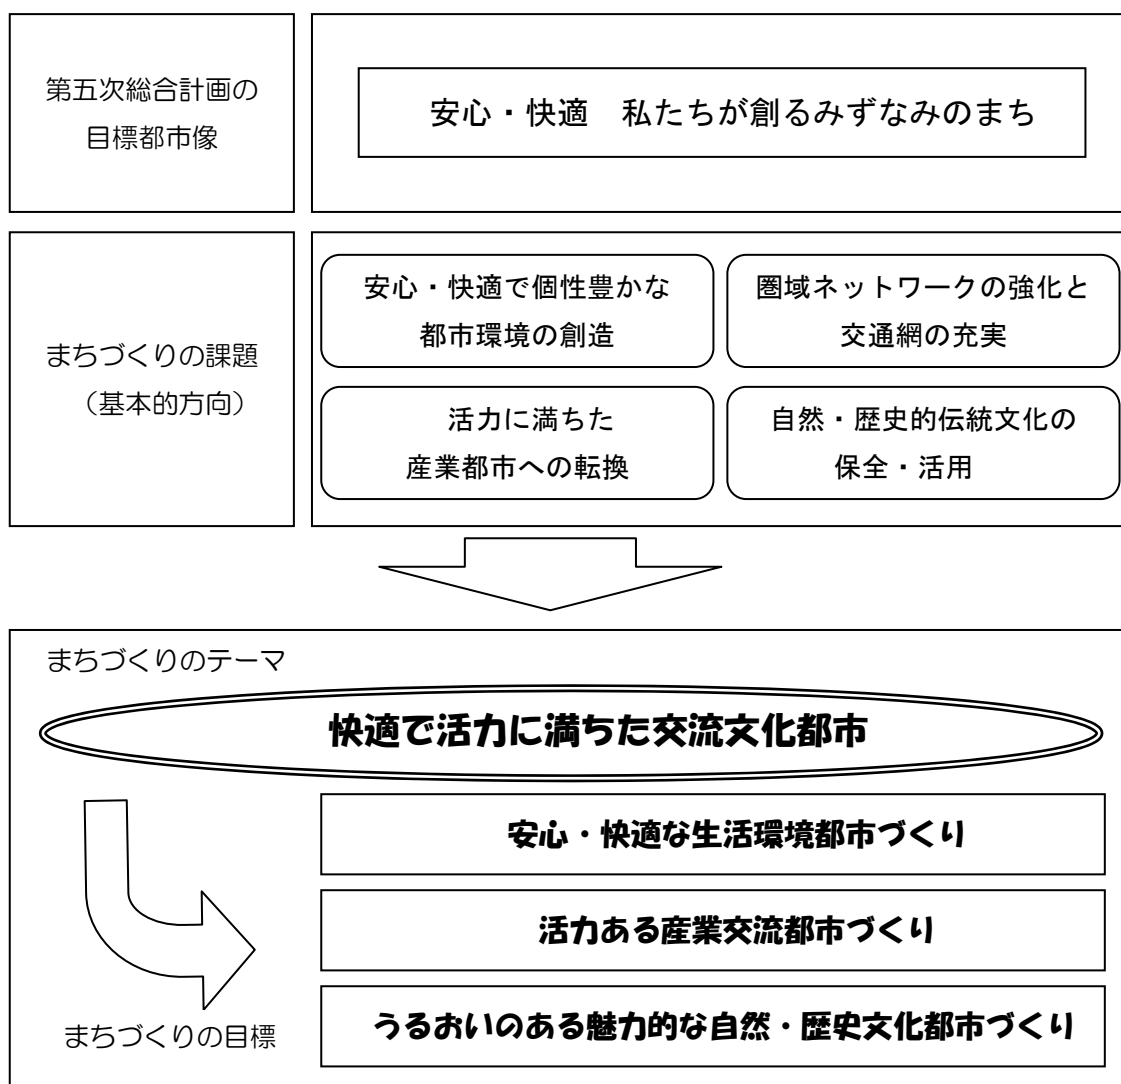 第五次総合計画の
目標都市像
安心・快適　私たちが創るみずなみのまち
まちづくりの課題
（基本的方向）
安心・快適で個性豊かな
都市環境の創造
圏域ネットワークの強化と
交通網の充実
活力に満ちた
産業都市への転換
自然・歴史的伝統文化の
保全・活用
まちづくりのテーマ
快適で活力に満ちた交流文化都市
安心・快適な生活環境都市づくり
活力ある産業交流都市づくり
うるおいのある魅力的な自然・歴史文化都市づくり
まちづくりの目標